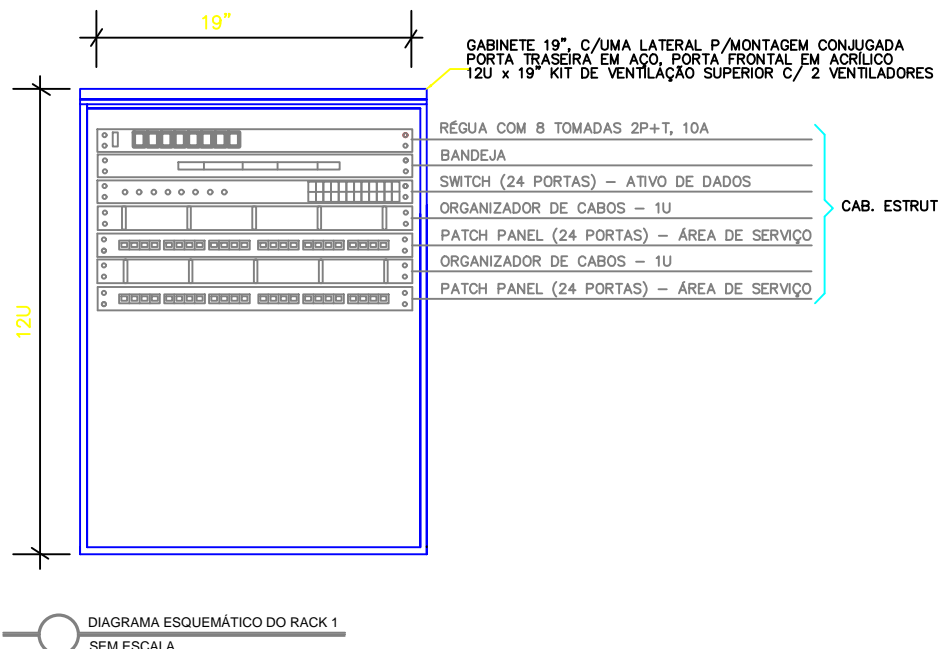 19"
GABINETE 19", C/UMA LATERAL P/MONTAGEM CONJUGADA
PORTA TRASEIRA EM AÇO, PORTA FRONTAL EM ACRÍLICO
12U x 19" KIT DE VENTILAÇÃO SUPERIOR C/ 2 VENTILADORES
RÉGUA COM 8 TOMADAS 2P+T, 10A
BANDEJA
SWITCH (24 PORTAS) – ATIVO DE DADOS
ORGANIZADOR DE CABOS – 1U
CAB. ESTRUT
PATCH PANEL (24 PORTAS) – ÁREA DE SERVIÇO
ORGANIZADOR DE CABOS – 1U
PATCH PANEL (24 PORTAS) – ÁREA DE SERVIÇO
12U
DIAGRAMA ESQUEMÁTICO DO RACK 1
SEM ESCALA